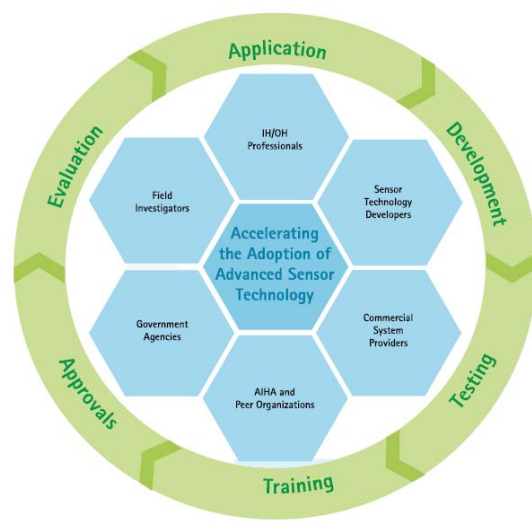 Application
Development
Testing
Training
Approvals
Evaluation
IH/OH
Professionals
Sensor
Technology
Developers
Commercial
System
Providers
AIHA and
Peer Organizations
Government
Agencies
Field
Investigators
Accelerating
the Adoption of
Advanced Sensor
Technology